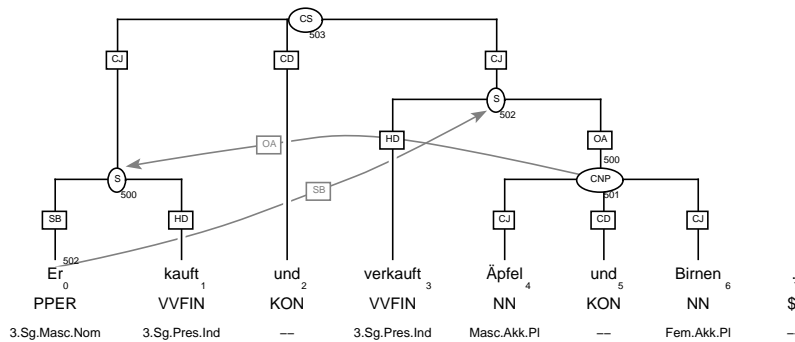 CS
503
CJ CD CJ
S
502
OA HD OA
500
S
500
SB
CNP
501
SB HD CJ CD CJ
502
Er kauft und verkauft Äpfel und Birnen .
0 1 2 3 4 5 6
PPER VVFIN KON VVFIN NN KON NN $
3.Sg.Masc.Nom 3.Sg.Pres.Ind –– 3.Sg.Pres.Ind Masc.Akk.Pl –– Fem.Akk.Pl